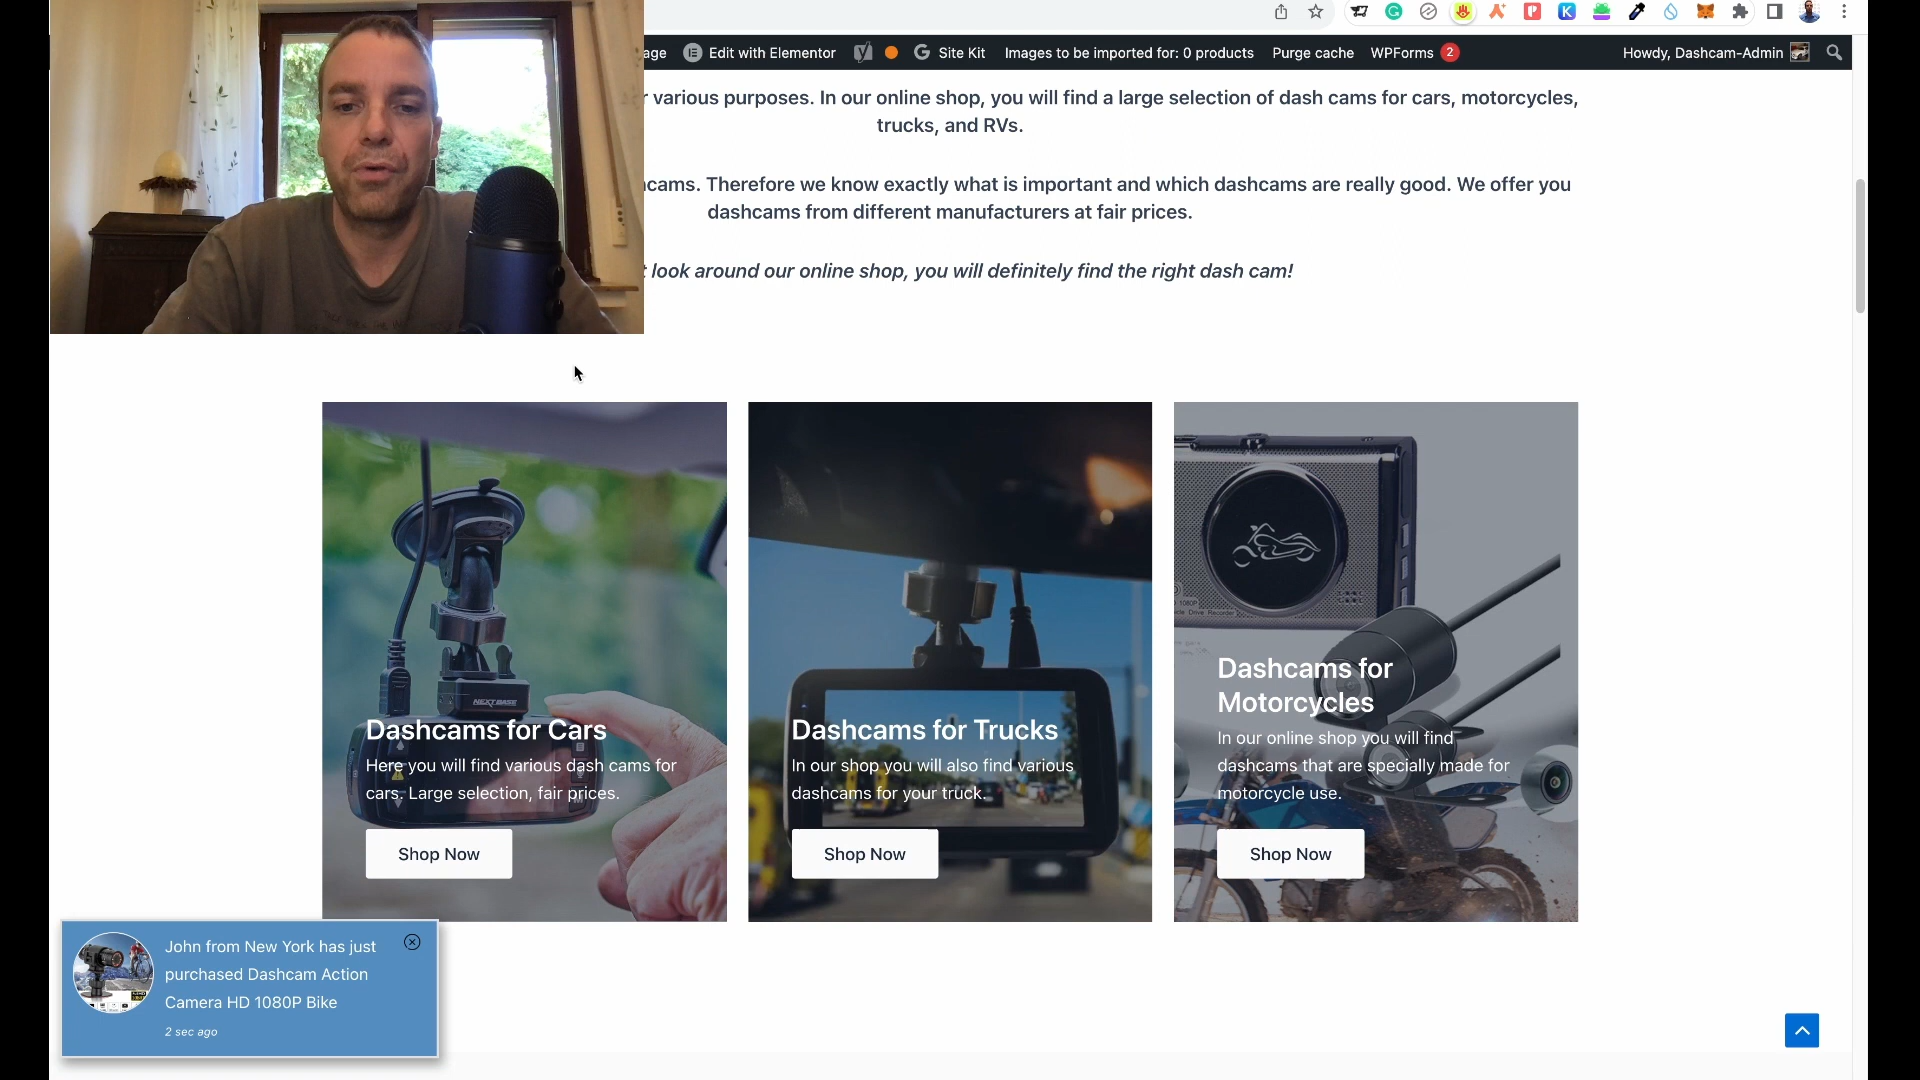 age
Edit with Elementor
Site Kit
Images to be imported for: 0 products
Purge cache
WPForms 2
Howdy, Dashcam-Admin
various purposes. In our online shop, you will find a large selection of dash cams for cars, motorcycles,
trucks, and RVs.
cams. Therefore we know exactly what is important and which dashcams are really good. We offer you
dashcams from different manufacturers at fair prices.
look around our online shop, you will definitely find the right dash cam!
NEXTBASE
1080P
Dashcams for Cars
Here you will find various dash cams for
cars. Large selection, fair prices.
Shop Now
Dashcams for Trucks
In our shop you will also find various
dashcams for your truck.
Shop Now
Dashcams for
Motorcycles
In our online shop you will find
dashcams that are specially made for
motorcycle use.
Shop Now
John from New York has just
purchased Dashcam Action
Camera HD 1080P Bike
2 sec ago